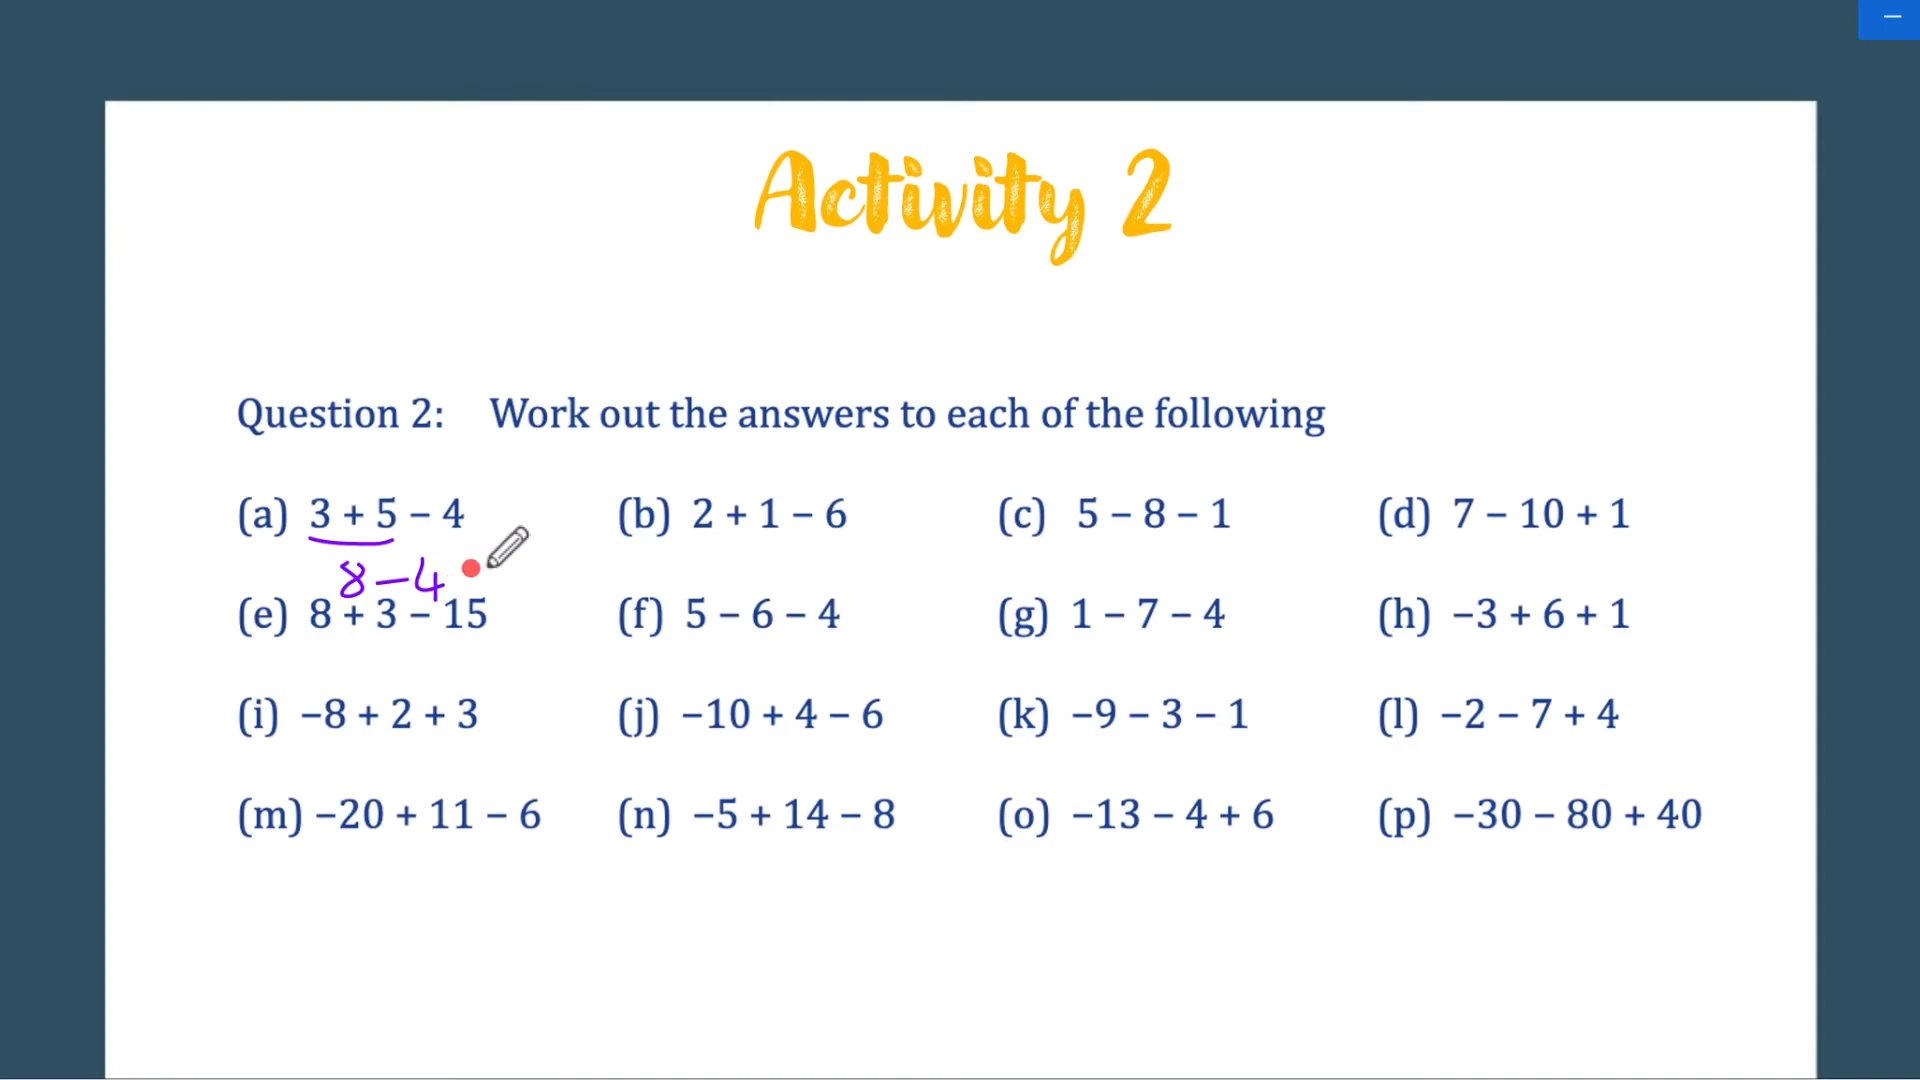 Activity 2
Question 2: Work out the answers to each of the following
(a) 3 + 5 − 4 (b) 2 + 1 − 6 (c) 5 − 8 − 1 (d) 7 − 10 + 1
8 − 4
(e) 8 + 3 − 15 (f) 5 − 6 − 4 (g) 1 − 7 − 4 (h) −3 + 6 + 1
(i) −8 + 2 + 3 (j) −10 + 4 − 6 (k) −9 − 3 − 1 (l) −2 − 7 + 4
(m) −20 + 11 − 6 (n) −5 + 14 − 8 (o) −13 − 4 + 6 (p) −30 − 80 + 40